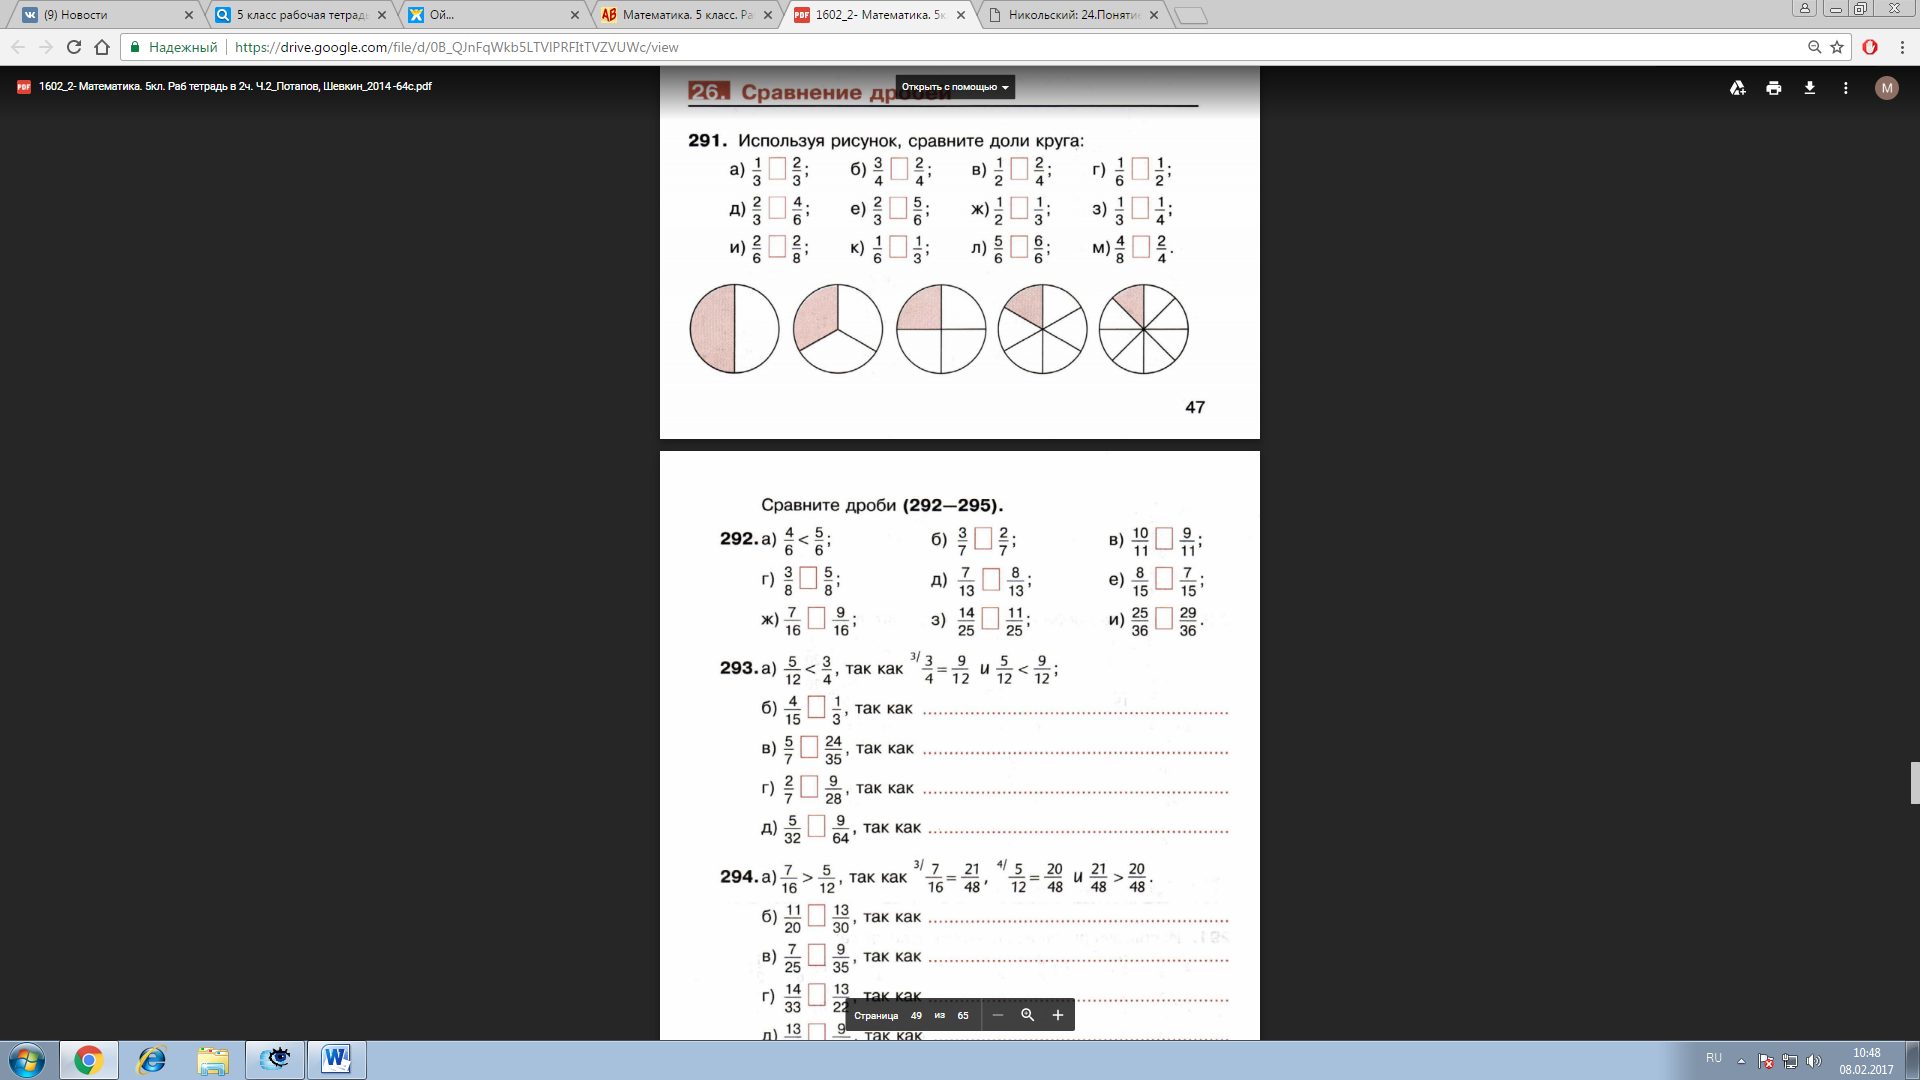 (9) Новости
5 класс рабочая тетрадь
Ой...
Математика. 5 класс. Ра
1602_2- Математика. 5к
Никольский: 24.Поняти
Надежный https://drive.google.com/file/d/0B_QJnFqWkb5LTVlPRFItTVZVUWc/view
PDF 1602_2- Математика. 5кл. Раб тетрадь в 2ч. Ч.2_Потапов, Шевкин_2014 -64с.pdf
Открыть с помощью
M
26. Сравнение дробей
291. Используя рисунок, сравните доли круга:
а) 1/3 □ 2/3; б) 3/4 □ 2/4; в) 1/2 □ 2/4; г) 1/6 □ 1/2;
д) 2/3 □ 4/6; е) 2/3 □ 5/6; ж) 1/2 □ 1/3; з) 1/3 □ 1/4;
и) 2/6 □ 2/8; к) 1/6 □ 1/3; л) 5/6 □ 6/6; м) 4/8 □ 2/4.
47
Сравните дроби (292—295).
292. а) 4/6 < 5/6; б) 3/7 □ 2/7; в) 10/11 □ 9/11;
г) 3/8 □ 5/8; д) 7/13 □ 8/13; е) 8/15 □ 7/15;
ж) 7/16 □ 9/16; з) 14/25 □ 11/25; и) 25/36 □ 29/36.
293. а) 5/12 < 3/4, так как 3/ 3/4 = 9/12 и 5/12 < 9/12;
б) 4/15 □ 1/3, так как
в) 5/7 □ 24/35, так как
г) 2/7 □ 9/28, так как
д) 5/32 □ 9/64, так как
294. а) 7/16 > 5/12, так как 3/ 7/16 = 21/48, 4/ 5/12 = 20/48 и 21/48 > 20/48.
б) 11/20 □ 13/30, так как
в) 7/25 □ 9/35, так как
г) 14/33 □ 13/22, так как
д) 13 □ 9, так как
Страница 49 из 65
RU
10:48
08.02.2017